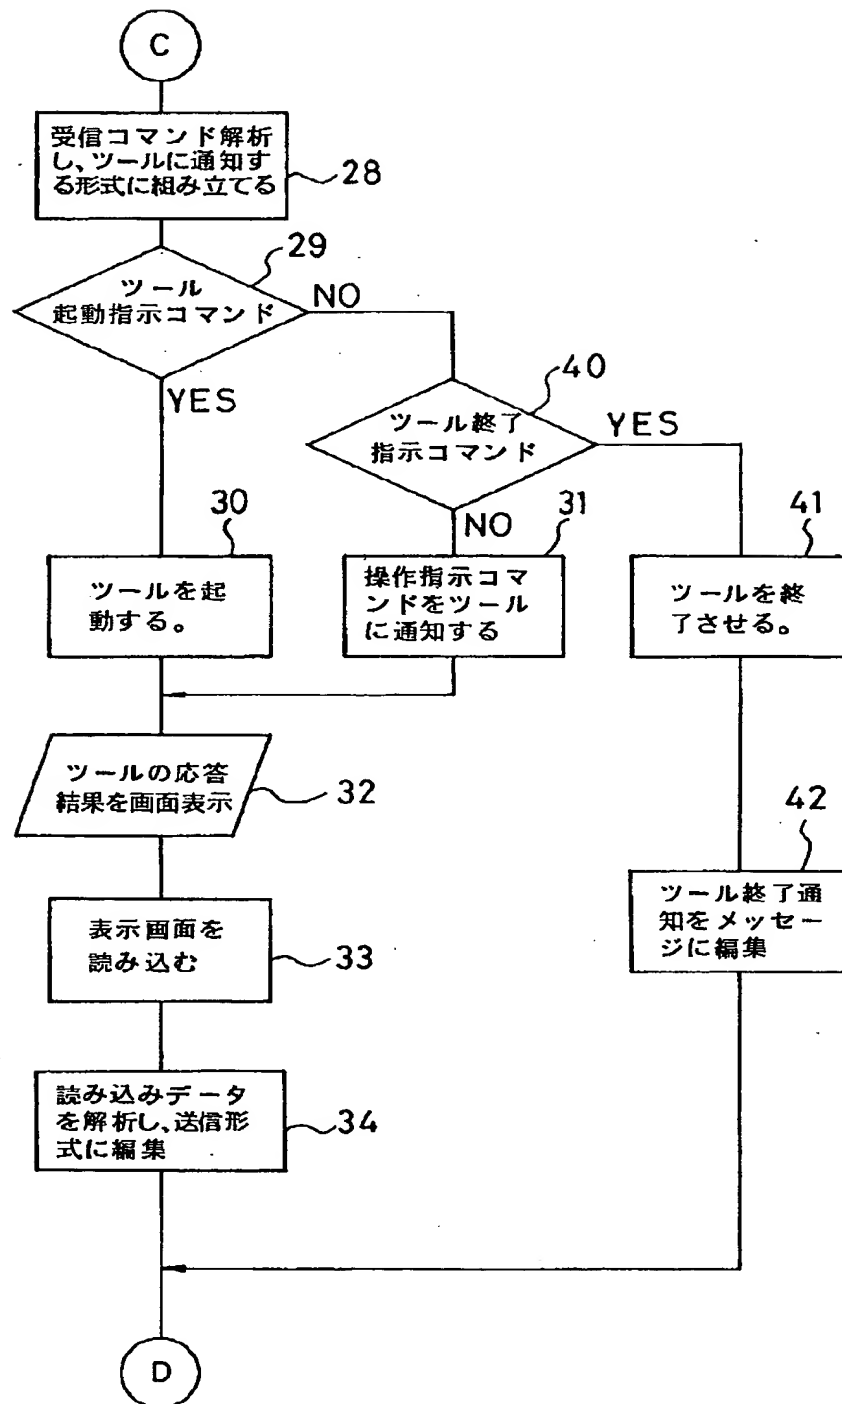 C
受信コマンド解析
し、ツールに通知す
る形式に組み立てる
28
29
ツール
起動指示コマンド
NO
YES
40
ツール終了
指示コマンド
YES
NO
30
ツールを起
動する。
31
操作指示コマ
ンドをツール
に通知する
41
ツールを終
了させる。
ツールの応答
結果を画面表示
32
42
ツール終了通
知をメッセー
ジに編集
表示画面を
読み込む
33
読み込みデータ
を解析し、送信形
式に編集
34
D